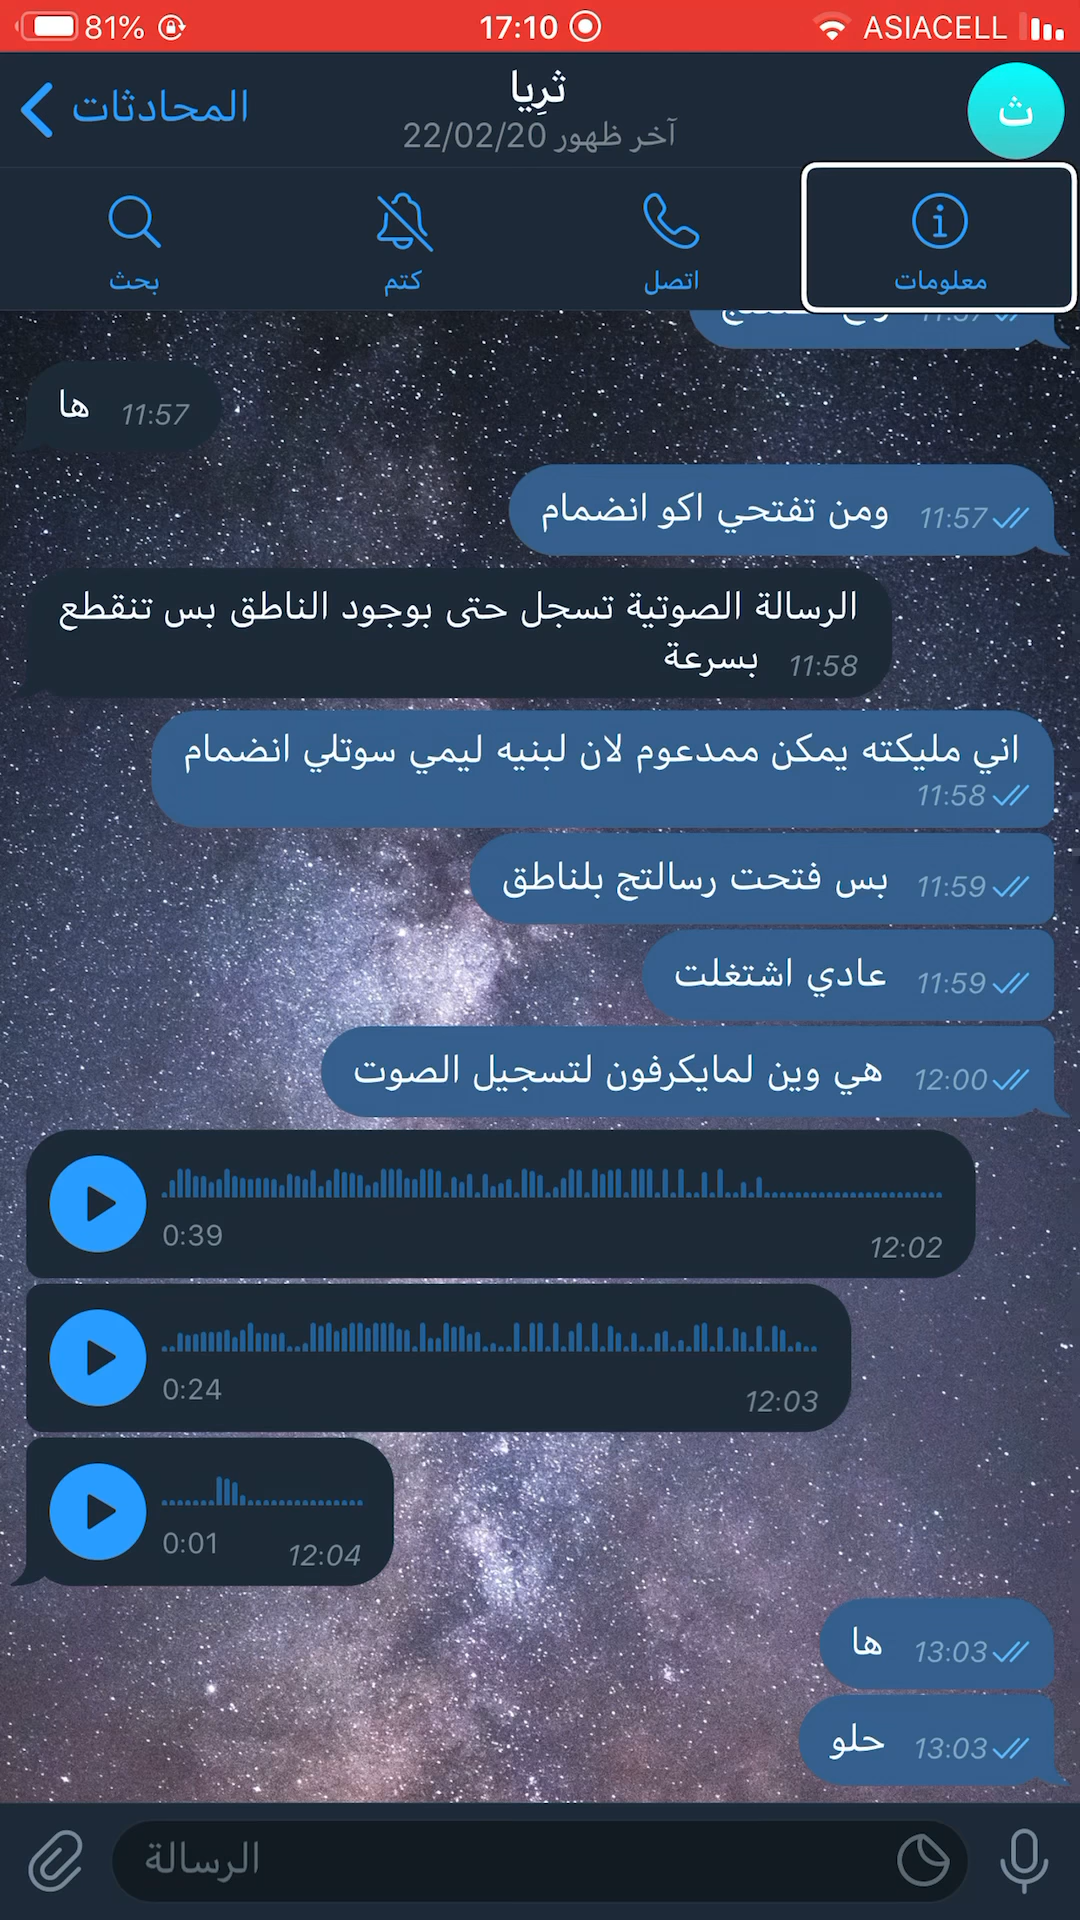 81% 17:10 ASIACELL
المحادثات
ثرِيا
آخر ظهور 22/02/20
ث
معلومات
اتصل
كتم
بحث
11:57
ها 11:57
ومن تفتحي اكو انضمام 11:57
الرسالة الصوتية تسجل حتى بوجود الناطق بس تنقطع
بسرعة 11:58
اني مليكته يمكن ممدعوم لان لبنيه ليمي سوتلي انضمام
11:58
بس فتحت رسالتج بلناطق 11:59
عادي اشتغلت 11:59
هي وين لمايكرفون لتسجيل الصوت 12:00
0:39 12:02
0:24 12:03
0:01 12:04
ها 13:03
حلو 13:03
الرسالة